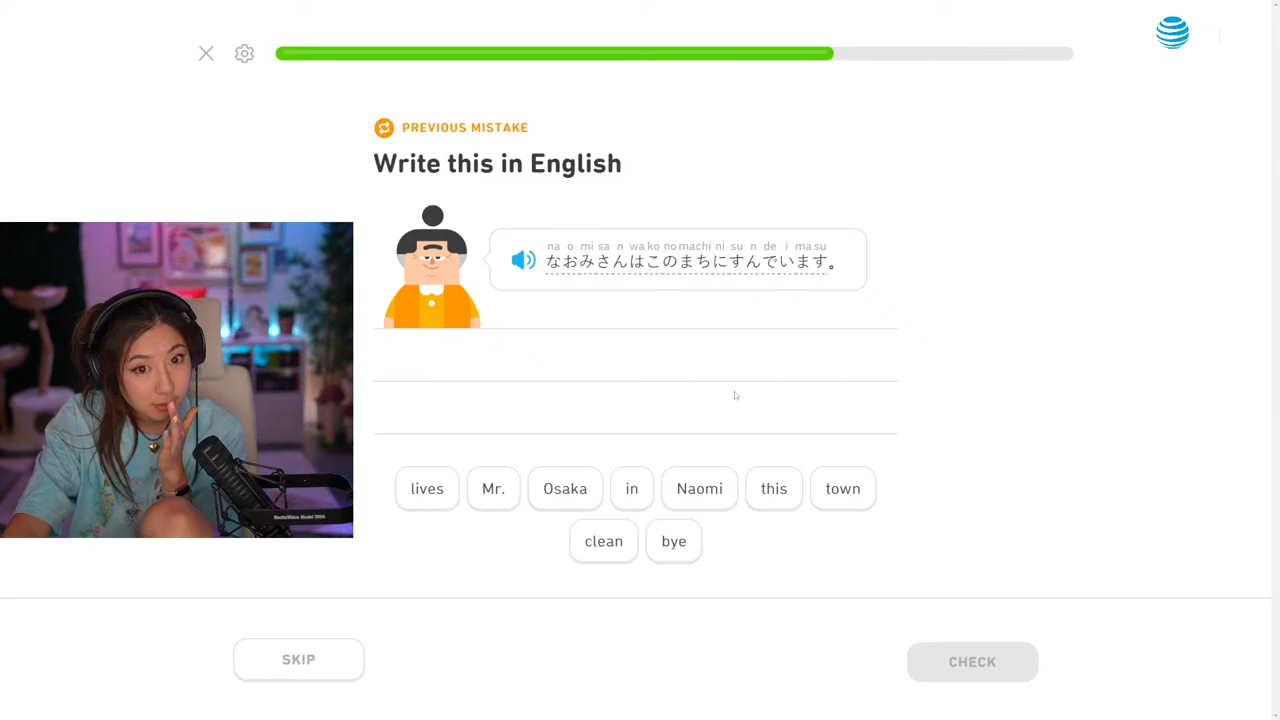 PREVIOUS MISTAKE
Write this in English
na o mi sa n wa ko no machi ni su n de i ma su
なおみさんはこのまちにすんでいます。
lives Mr. Osaka in Naomi this town
clean bye
SKIP
CHECK